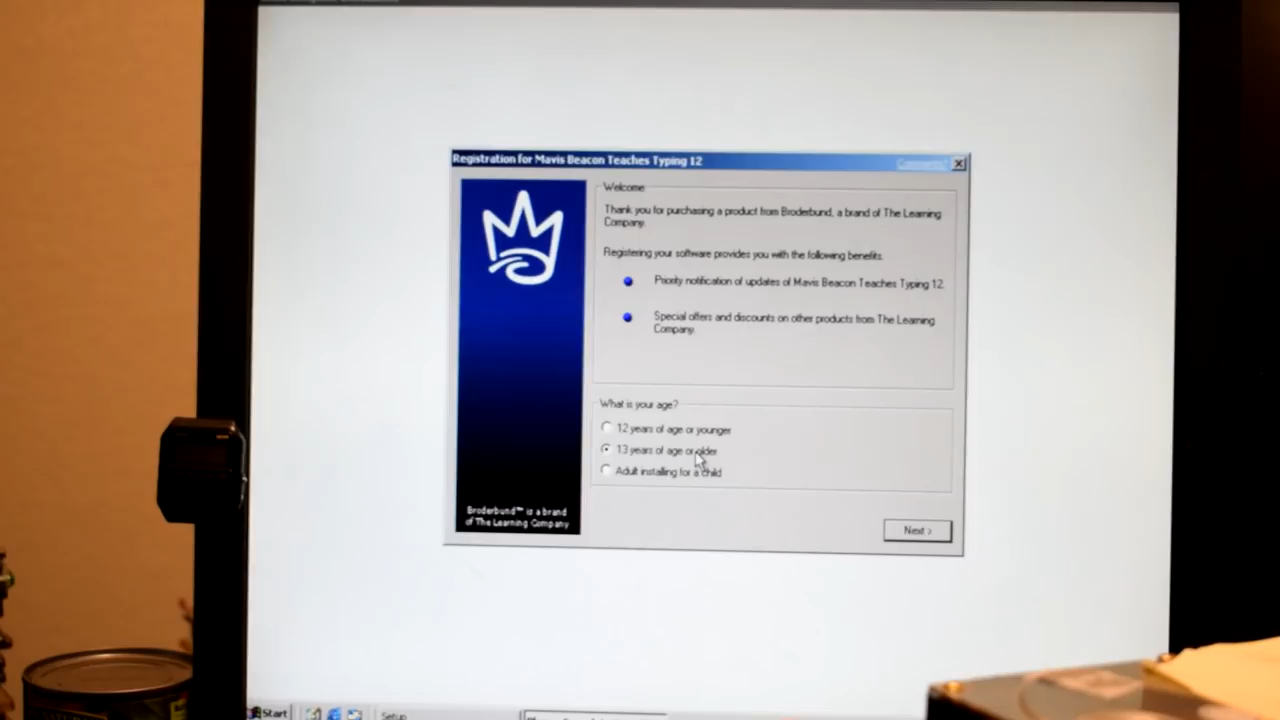 Registration for Mavis Beacon Teaches Typing 12
Comments?
Welcome
Thank you for purchasing a product from Broderbund, a brand of The Learning
Company.
Registering your software provides you with the following benefits.
Priority notification of updates of Mavis Beacon Teaches Typing 12.
Special offers and discounts on other products from The Learning
Company.
What is your age?
12 years of age or younger
13 years of age or older
Adult installing for a child
Broderbund™ is a brand
of The Learning Company
Next >
Start
Setup